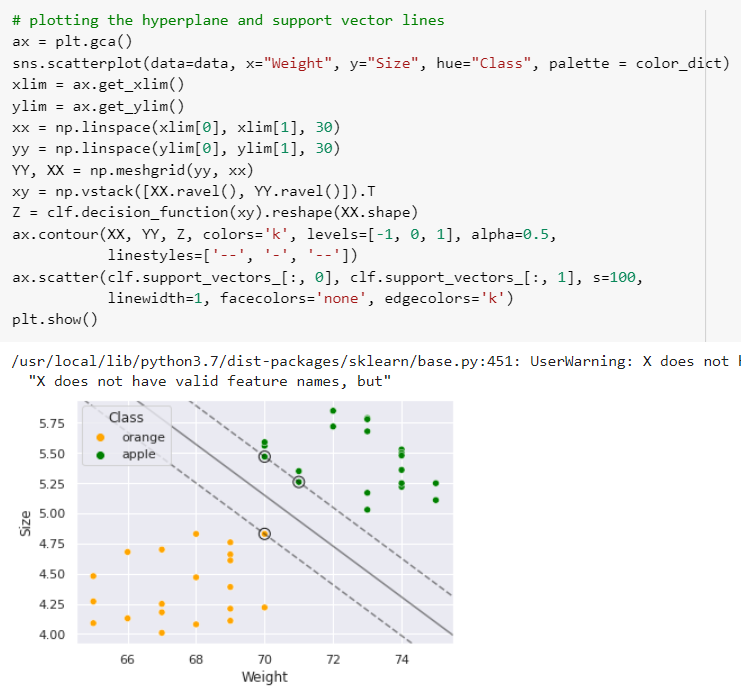 # plotting the hyperplane and support vector lines
ax = plt.gca()
sns.scatterplot(data=data, x="Weight", y="Size", hue="Class", palette = color_dict)
xlim = ax.get_xlim()
ylim = ax.get_ylim()
xx = np.linspace(xlim[0], xlim[1], 30)
yy = np.linspace(ylim[0], ylim[1], 30)
YY, XX = np.meshgrid(yy, xx)
xy = np.vstack([XX.ravel(), YY.ravel()]).T
Z = clf.decision_function(xy).reshape(XX.shape)
ax.contour(XX, YY, Z, colors='k', levels=[-1, 0, 1], alpha=0.5,
linestyles=['--', '-', '--'])
ax.scatter(clf.support_vectors_[:, 0], clf.support_vectors_[:, 1], s=100,
linewidth=1, facecolors='none', edgecolors='k')
plt.show()
/usr/local/lib/python3.7/dist-packages/sklearn/base.py:451: UserWarning: X does not
"X does not have valid feature names, but"
Class
orange
apple
5.75
5.50
5.25
5.00
4.75
4.50
4.25
4.00
Size
66 68 70 72 74
Weight